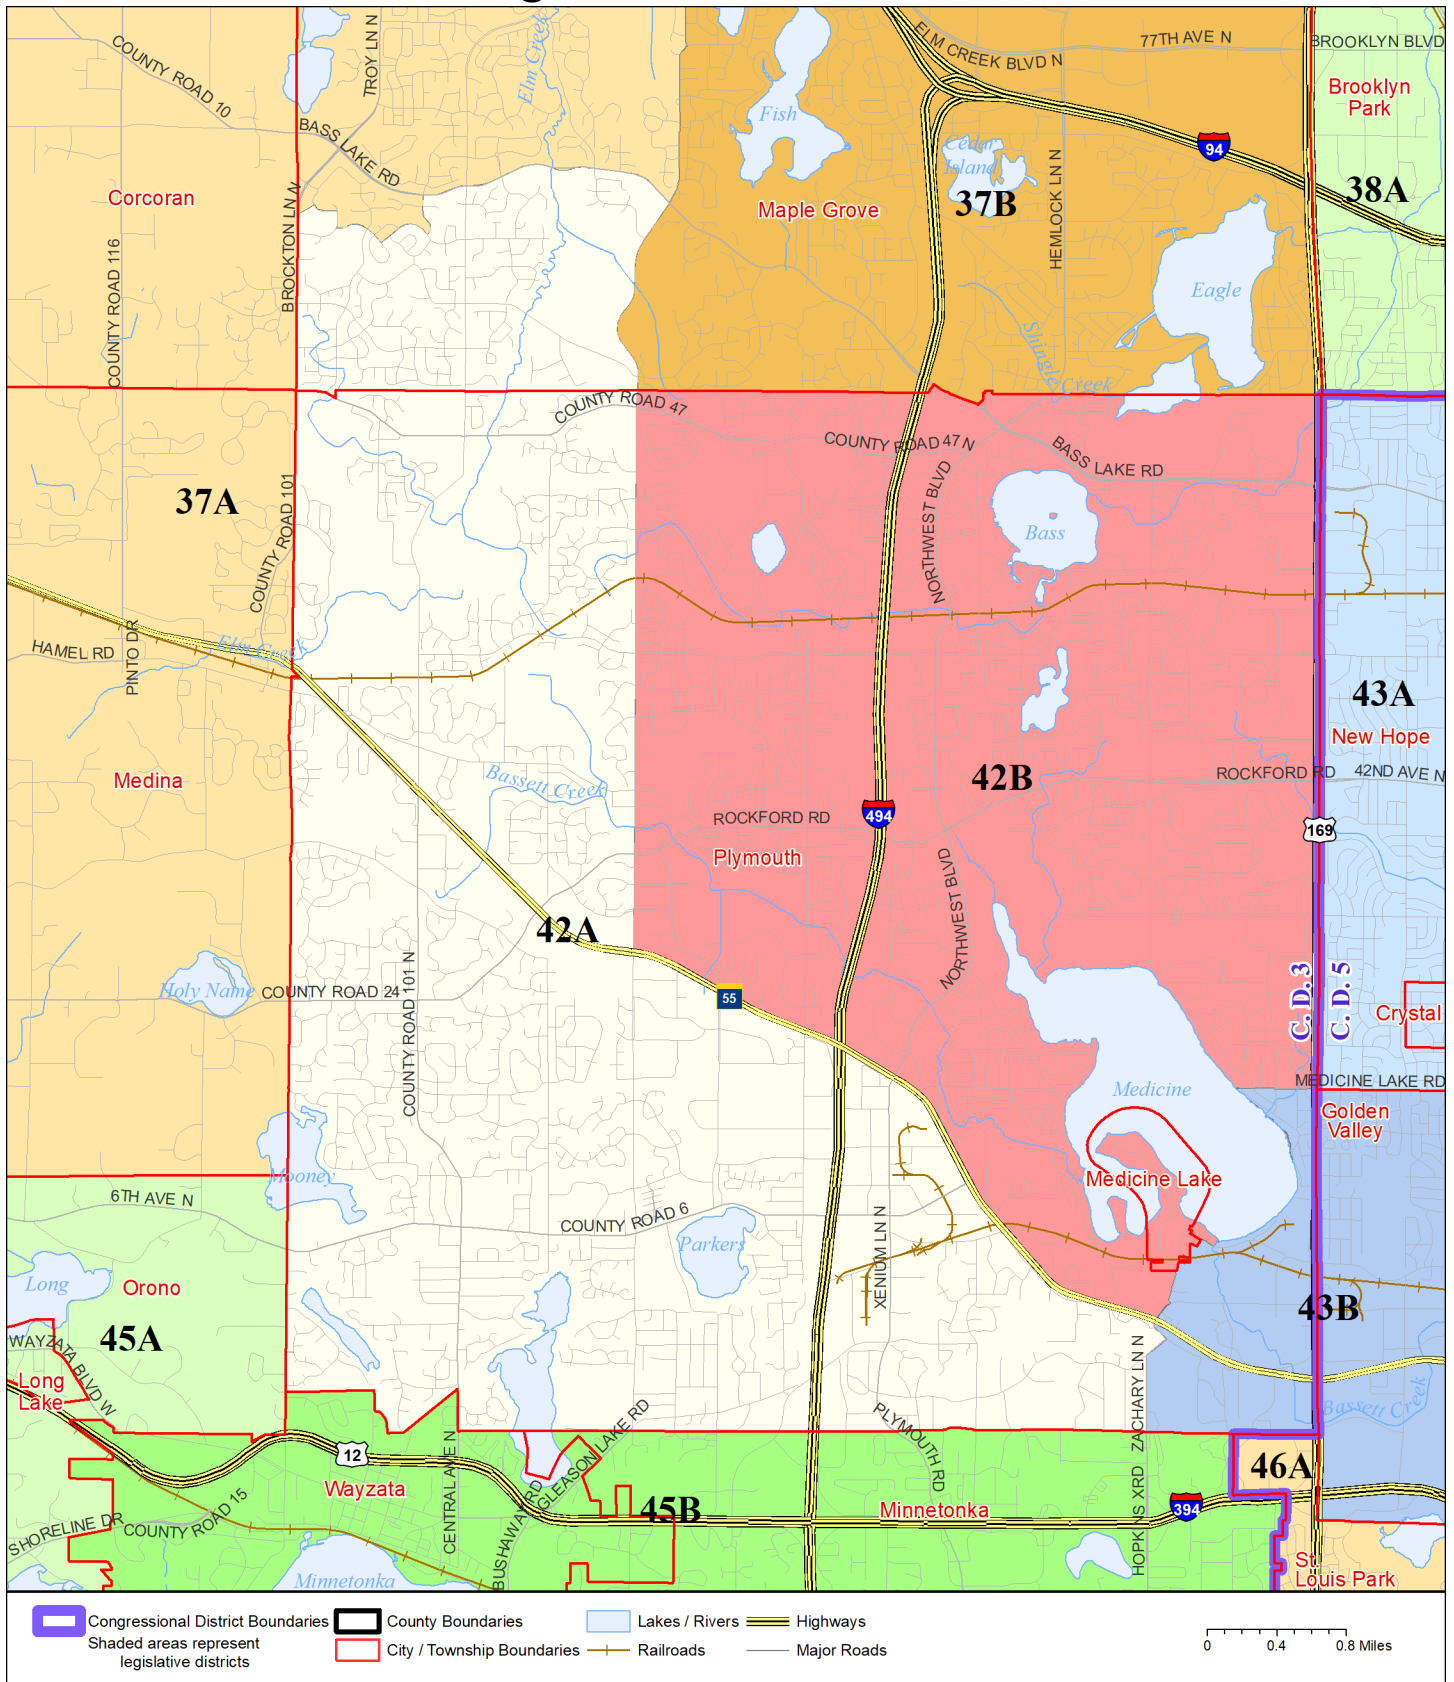 COUNTY ROAD 10
TROY LN N
Elm Creek
ELM CREEK BLVD N
77TH AVE N
BROOKLYN BLVD
Brooklyn
Park
Fish
BASS LAKE RD
Cedar
Island
94
38A
Corcoran
BROCKTON LN N
Maple Grove
37B
HEMLOCK LN N
COUNTY ROAD 116
Eagle
Shingle Creek
COUNTY ROAD 47
COUNTY ROAD 47 N
BASS LAKE RD
37A
COUNTY ROAD 101
NORTHWEST BLVD
Bass
HAMEL RD
PINTO DR
Elm Creek
43A
New Hope
Medina
Bassett Creek
42B
ROCKFORD RD
42ND AVE N
ROCKFORD RD
494
169
Plymouth
NORTHWEST BLVD
42A
Holy Name
COUNTY ROAD 24
COUNTY ROAD 101 N
55
C. D. 3
C. D. 5
Crystal
MEDICINE LAKE RD
Medicine
Golden
Valley
Mooney
Medicine Lake
6TH AVE N
COUNTY ROAD 6
Parkers
XENIUM LN N
Long
Orono
43B
45A
WAYZATA BLVD W
Long
Lake
ZACHARY LN N
Bassett Creek
PLYMOUTH RD
GLEASON LAKE RD
12
CENTRAL AVE N
46A
Wayzata
BUSHAWAY RD
45B
Minnetonka
HOPKINS XRD
394
SHORELINE DR
COUNTY ROAD 15
Minnetonka
St.
Louis Park
Congressional District Boundaries
County Boundaries
Lakes / Rivers
Highways
Shaded areas represent
legislative districts
City / Township Boundaries
Railroads
Major Roads
0 0.4 0.8 Miles